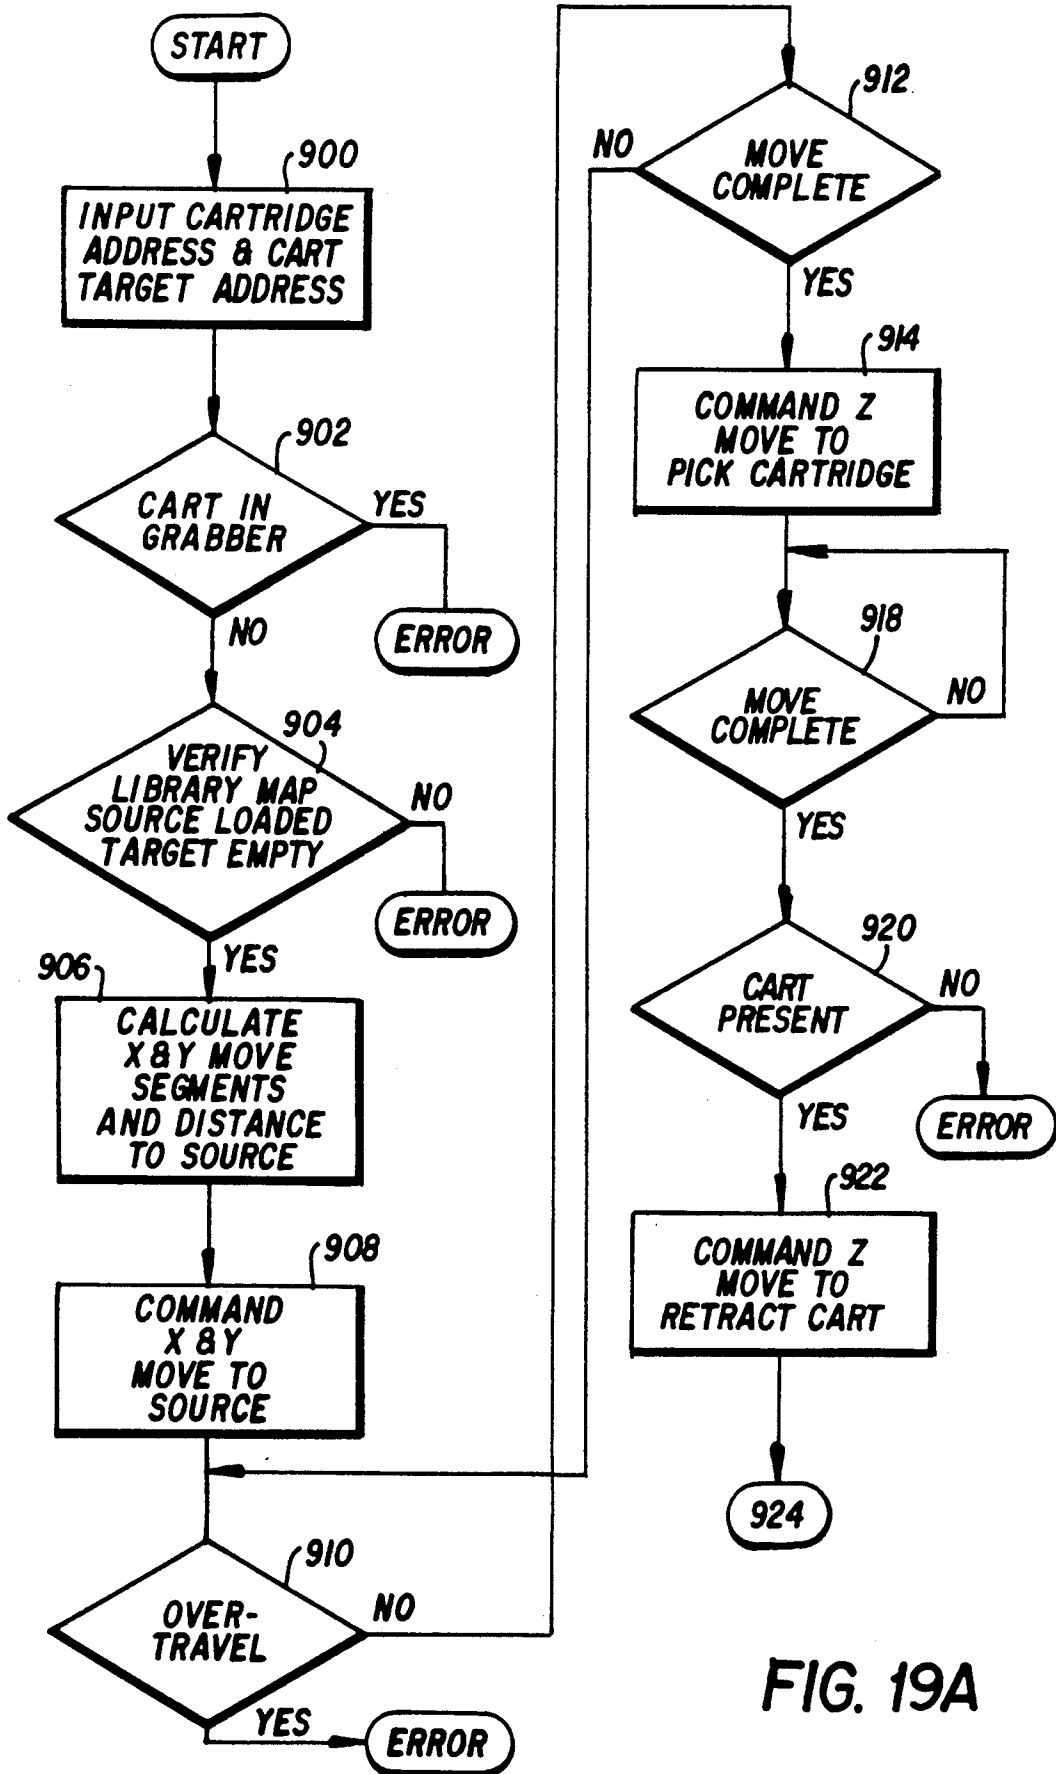 START
900
INPUT CARTRIDGE
ADDRESS & CART
TARGET ADDRESS
902
CART IN
GRABBER
YES
ERROR
NO
904
VERIFY
LIBRARY MAP
SOURCE LOADED
TARGET EMPTY
NO
ERROR
YES
906
CALCULATE
X & Y MOVE
SEGMENTS
AND DISTANCE
TO SOURCE
908
COMMAND
X & Y
MOVE TO
SOURCE
910
OVER-
TRAVEL
NO
YES
ERROR
912
MOVE
COMPLETE
NO
YES
914
COMMAND Z
MOVE TO
PICK CARTRIDGE
918
MOVE
COMPLETE
NO
YES
920
CART
PRESENT
NO
ERROR
YES
922
COMMAND Z
MOVE TO
RETRACT CART
924
FIG. 19A